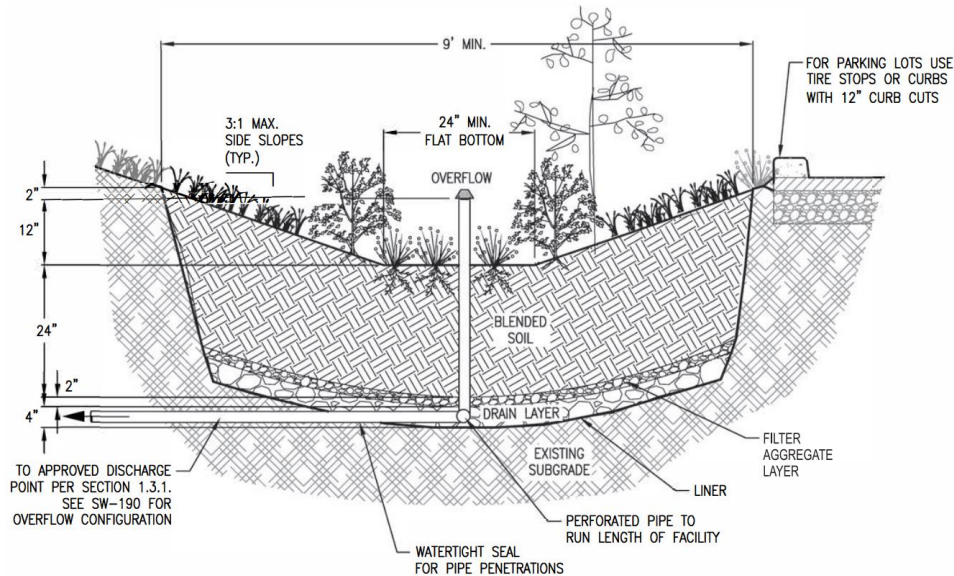 9' MIN.
FOR PARKING LOTS USE
TIRE STOPS OR CURBS
WITH 12" CURB CUTS
3:1 MAX.
SIDE SLOPES
(TYP.)
24" MIN.
FLAT BOTTOM
OVERFLOW
2"
12"
24"
2"
4"
BLENDED
SOIL
DRAIN LAYER
EXISTING
SUBGRADE
FILTER
AGGREGATE
LAYER
LINER
TO APPROVED DISCHARGE
POINT PER SECTION 1.3.1.
SEE SW-190 FOR
OVERFLOW CONFIGURATION
PERFORATED PIPE TO
RUN LENGTH OF FACILITY
WATERTIGHT SEAL
FOR PIPE PENETRATIONS